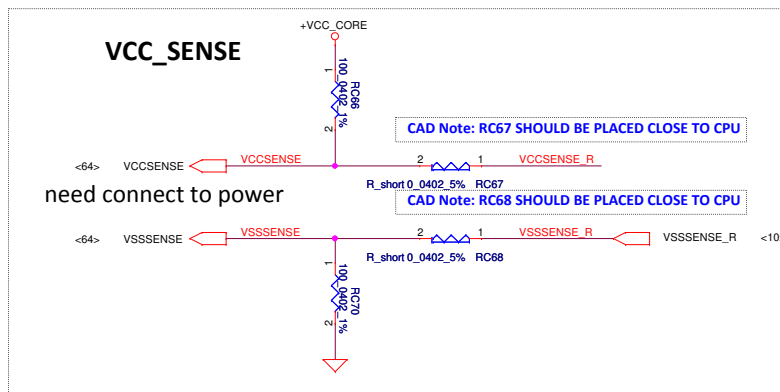 +VCC_CORE
VCC_SENSE
1
100_0402_1%
RC66
2
CAD Note: RC67 SHOULD BE PLACED CLOSE TO CPU
<64> VCCSENSE VCCSENSE 2 1 VCCSENSE_R
R_short 0_0402_5% RC67
need connect to power
CAD Note: RC68 SHOULD BE PLACED CLOSE TO CPU
<64> VSSSENSE VSSSENSE 2 1 VSSSENSE_R VSSSENSE_R <10
R_short 0_0402_5% RC68
1
100_0402_1%
RC70
2